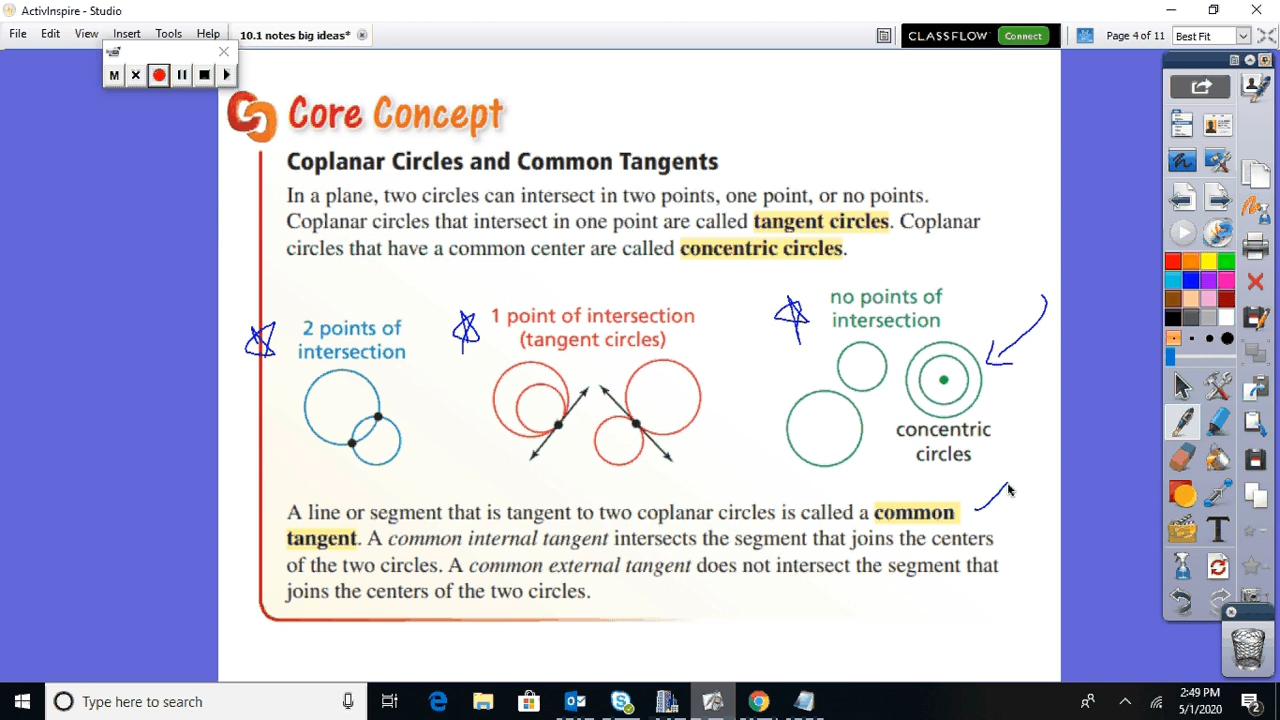 ActivInspire - Studio
File Edit View Insert Tools Help 10.1 notes big ideas* CLASSFLOW Connect Page 4 of 11 Best Fit
M
Core Concept
Coplanar Circles and Common Tangents
In a plane, two circles can intersect in two points, one point, or no points.
Coplanar circles that intersect in one point are called tangent circles. Coplanar
circles that have a common center are called concentric circles.
2 points of
intersection
1 point of intersection
(tangent circles)
no points of
intersection
concentric
circles
A line or segment that is tangent to two coplanar circles is called a common
tangent. A common internal tangent intersects the segment that joins the centers
of the two circles. A common external tangent does not intersect the segment that
joins the centers of the two circles.
Type here to search
2:49 PM
5/1/2020
2